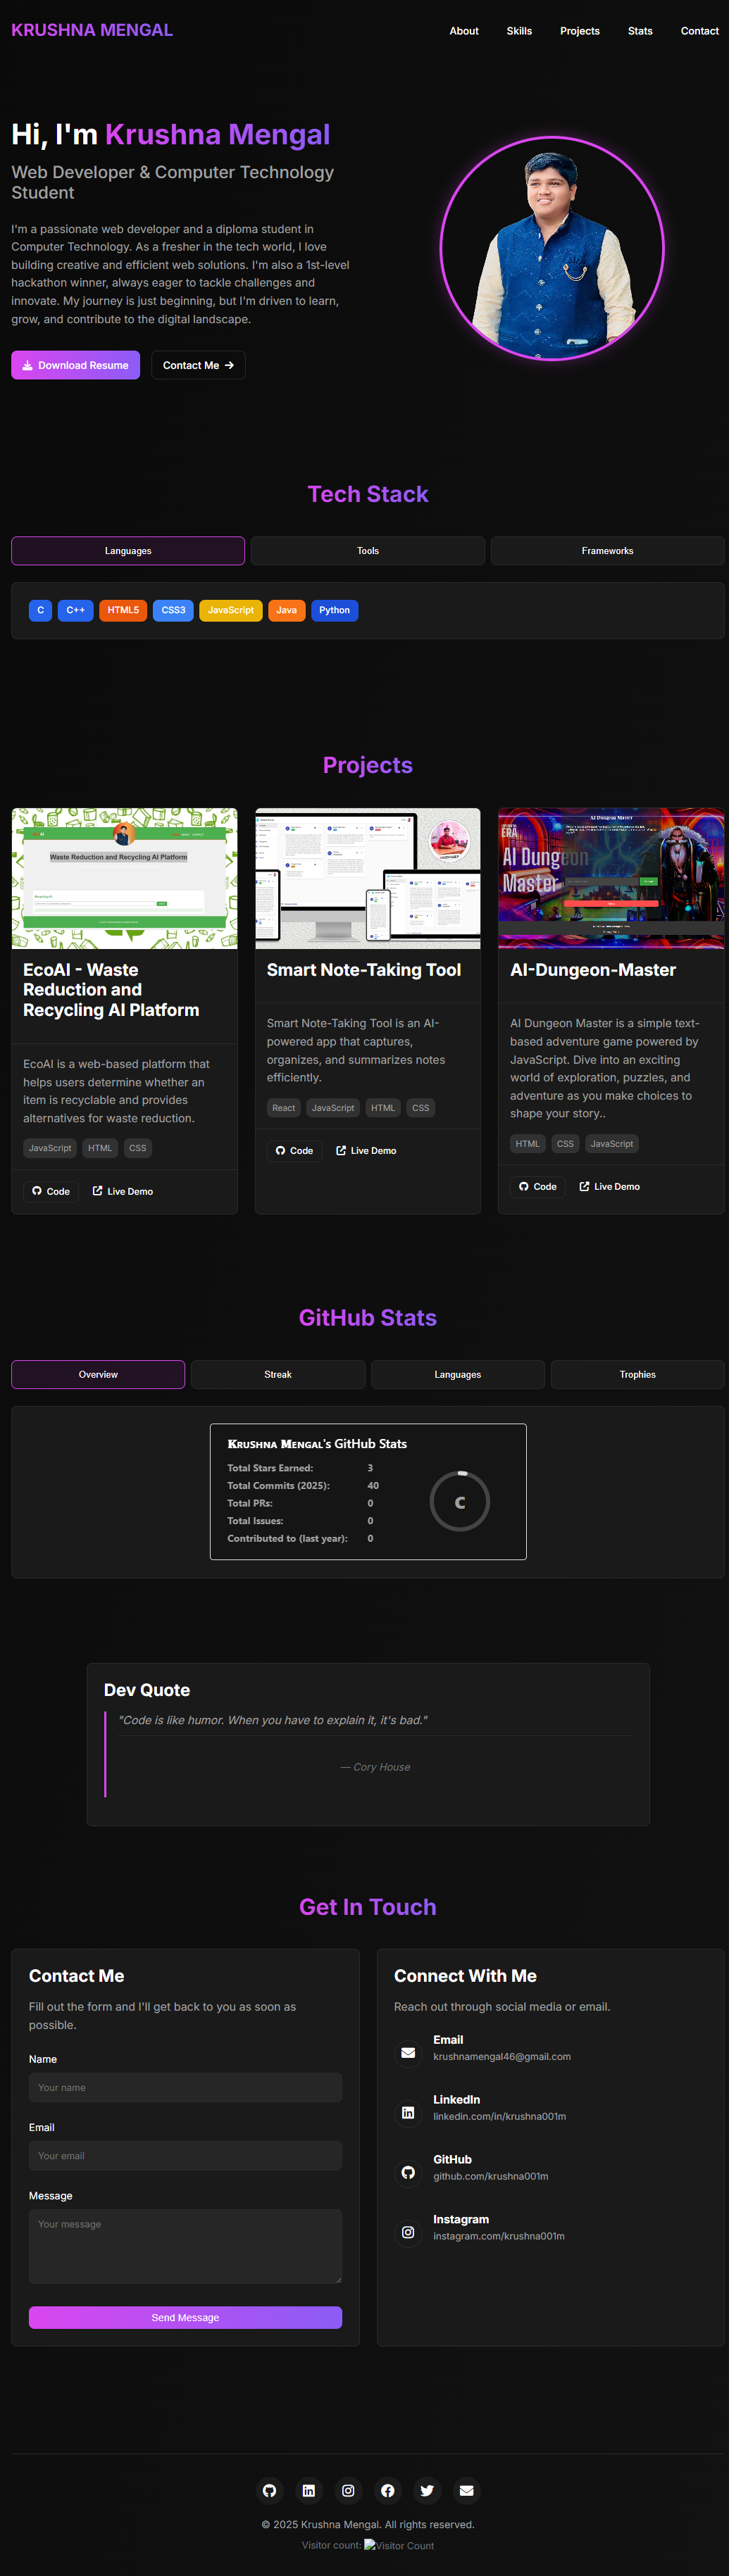 KRUSHNA MENGAL
About Skills Projects Stats Contact
Hi, I'm Krushna Mengal
Web Developer & Computer Technology
Student
I'm a passionate web developer and a diploma student in
Computer Technology. As a fresher in the tech world, I love
building creative and efficient web solutions. I'm also a 1st-level
hackathon winner, always eager to tackle challenges and
innovate. My journey is just beginning, but I'm driven to learn,
grow, and contribute to the digital landscape.
Download Resume Contact Me
Tech Stack
Languages Tools Frameworks
C C++ HTML5 CSS3 JavaScript Java Python
Projects
Waste Reduction and Recycling AI Platform
EcoAI - Waste
Reduction and
Recycling AI Platform
EcoAI is a web-based platform that
helps users determine whether an
item is recyclable and provides
alternatives for waste reduction.
JavaScript HTML CSS
Code Live Demo
Smart Note-Taking Tool
Smart Note-Taking Tool is an AI-
powered app that captures,
organizes, and summarizes notes
efficiently.
React JavaScript HTML CSS
Code Live Demo
AI Dungeon Master
ERA
AI Dungeon
Master
AI-Dungeon-Master
AI Dungeon Master is a simple text-
based adventure game powered by
JavaScript. Dive into an exciting
world of exploration, puzzles, and
adventure as you make choices to
shape your story..
HTML CSS JavaScript
Code Live Demo
GitHub Stats
Overview Streak Languages Trophies
Krushna Mengal's GitHub Stats
Total Stars Earned: 3
Total Commits (2025): 40
Total PRs: 0
Total Issues: 0
Contributed to (last year): 0
C
Dev Quote
"Code is like humor. When you have to explain it, it's bad."
— Cory House
Get In Touch
Contact Me
Fill out the form and I'll get back to you as soon as
possible.
Name
Your name
Email
Your email
Message
Your message
Send Message
Connect With Me
Reach out through social media or email.
Email
krushnamengal46@gmail.com
LinkedIn
linkedin.com/in/krushna001m
GitHub
github.com/krushna001m
Instagram
instagram.com/krushna001m
© 2025 Krushna Mengal. All rights reserved.
Visitor count: Visitor Count